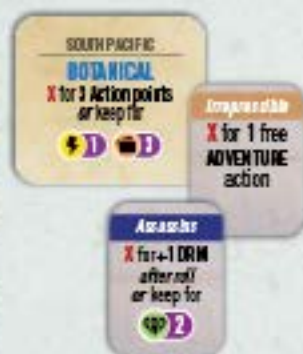 SOUTH PACIFIC
BOTANICAL
X for 3 Action points
or keep for
1 3
Irrepressible
X for 1 free
ADVENTURE
action
Assassins
X for +1 DRM
after roll
or keep for
2